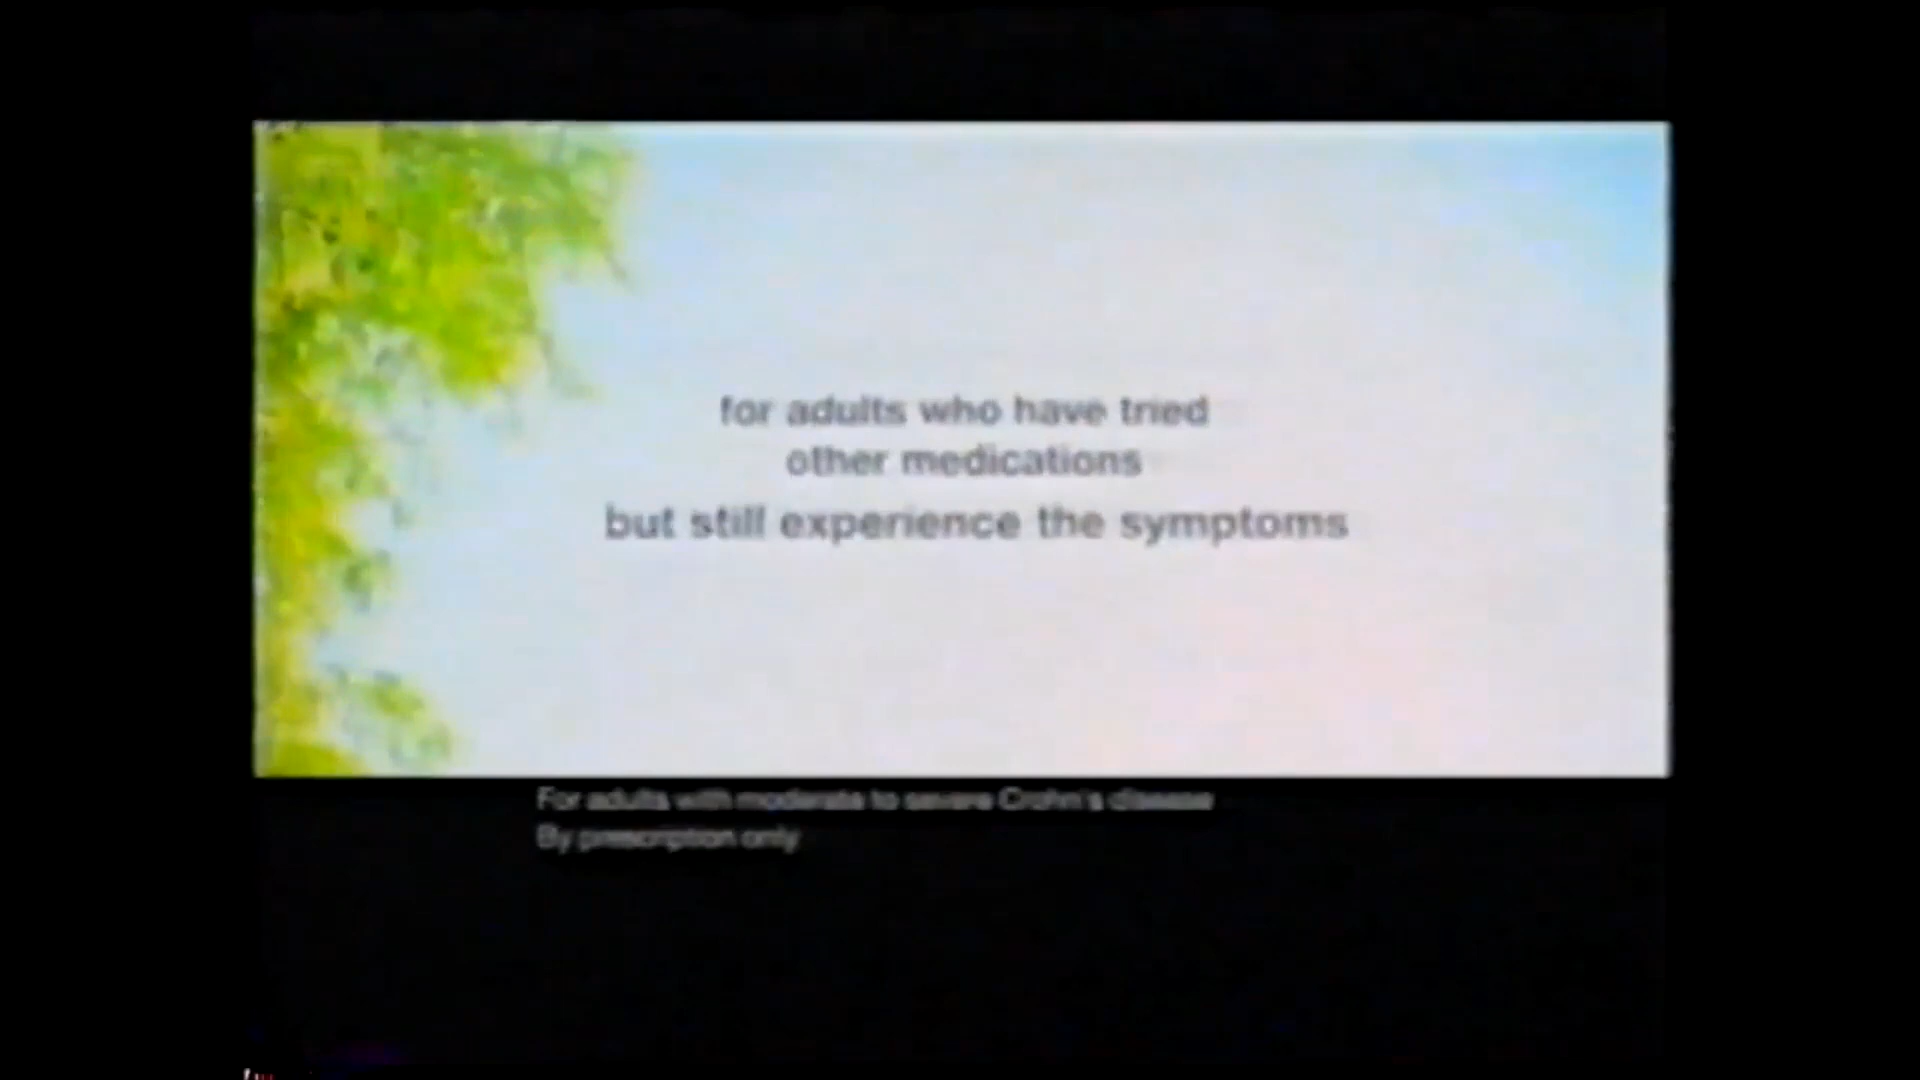 for adults who have tried
other medications
but still experience the symptoms
For adults with moderate to severe Crohn's disease
By prescription only